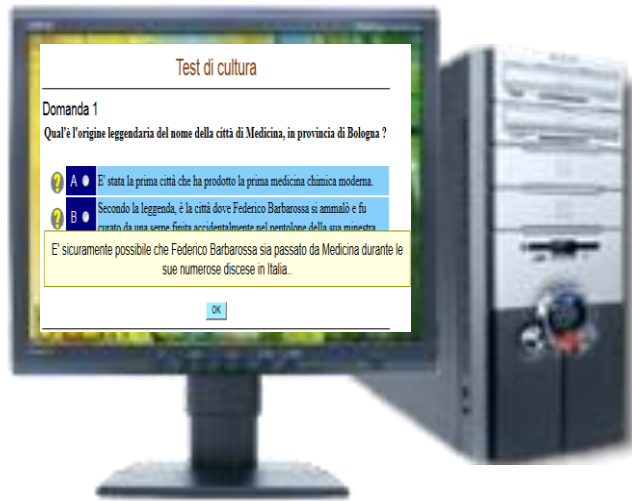 Test di cultura
Domanda 1
Qual'è l'origine leggendaria del nome della città di Medicina, in provincia di Bologna ?
? A E' stata la prima città che ha prodotto la prima medicina chimica moderna.
? B Secondo la leggenda, è la città dove Federico Barbarossa si ammalò e fù
curato da una serpe finita accidentalmente nel pentolone della sua minestra
E' sicuramente possibile che Federico Barbarossa sia passato da Medicina durante le
sue numerose discese in Italia..
OK